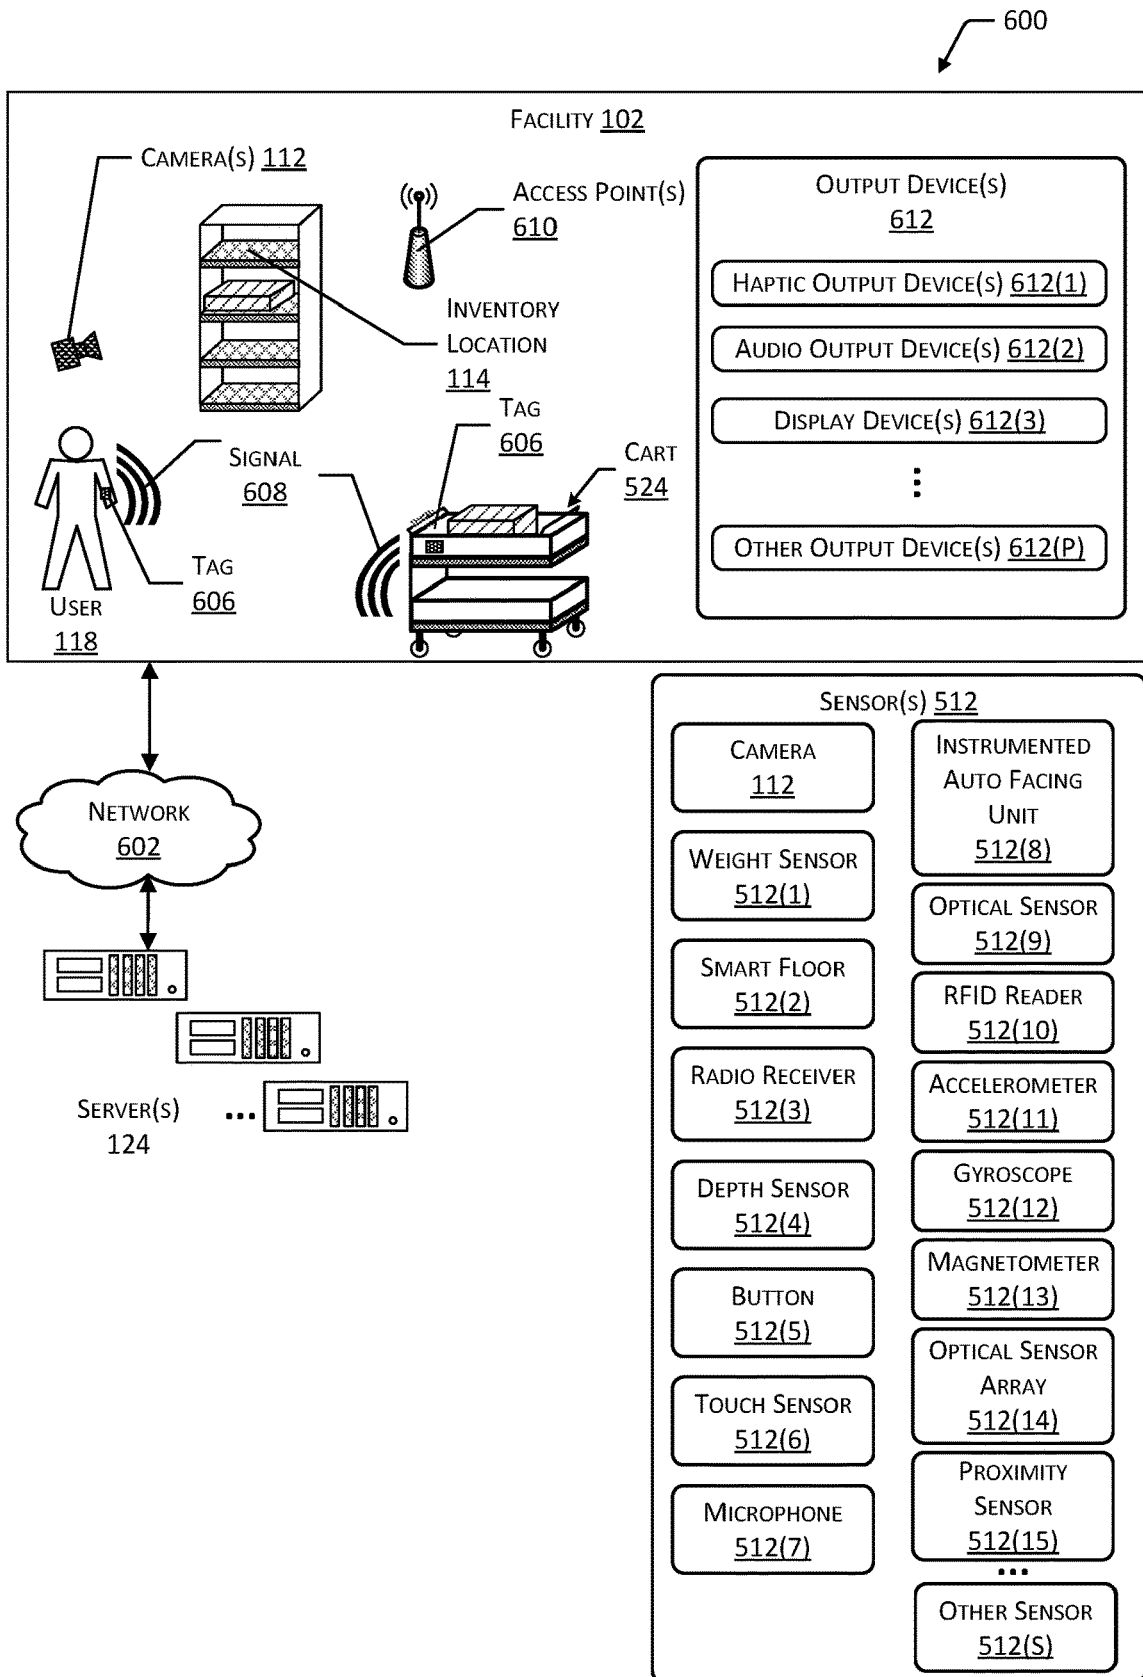 600
FACILITY 102
CAMERA(S) 112
ACCESS POINT(S)
610
INVENTORY
LOCATION
114
TAG
606
SIGNAL
608
CART
524
TAG
606
USER
118
OUTPUT DEVICE(S)
612
HAPTIC OUTPUT DEVICE(S) 612(1)
AUDIO OUTPUT DEVICE(S) 612(2)
DISPLAY DEVICE(S) 612(3)
⋮
OTHER OUTPUT DEVICE(S) 612(P)
NETWORK
602
SERVER(S)
124
...
SENSOR(S) 512
CAMERA
112
WEIGHT SENSOR
512(1)
SMART FLOOR
512(2)
RADIO RECEIVER
512(3)
DEPTH SENSOR
512(4)
BUTTON
512(5)
TOUCH SENSOR
512(6)
MICROPHONE
512(7)
INSTRUMENTED
AUTO FACING
UNIT
512(8)
OPTICAL SENSOR
512(9)
RFID READER
512(10)
ACCELEROMETER
512(11)
GYROSCOPE
512(12)
MAGNETOMETER
512(13)
OPTICAL SENSOR
ARRAY
512(14)
PROXIMITY
SENSOR
512(15)
...
OTHER SENSOR
512(S)